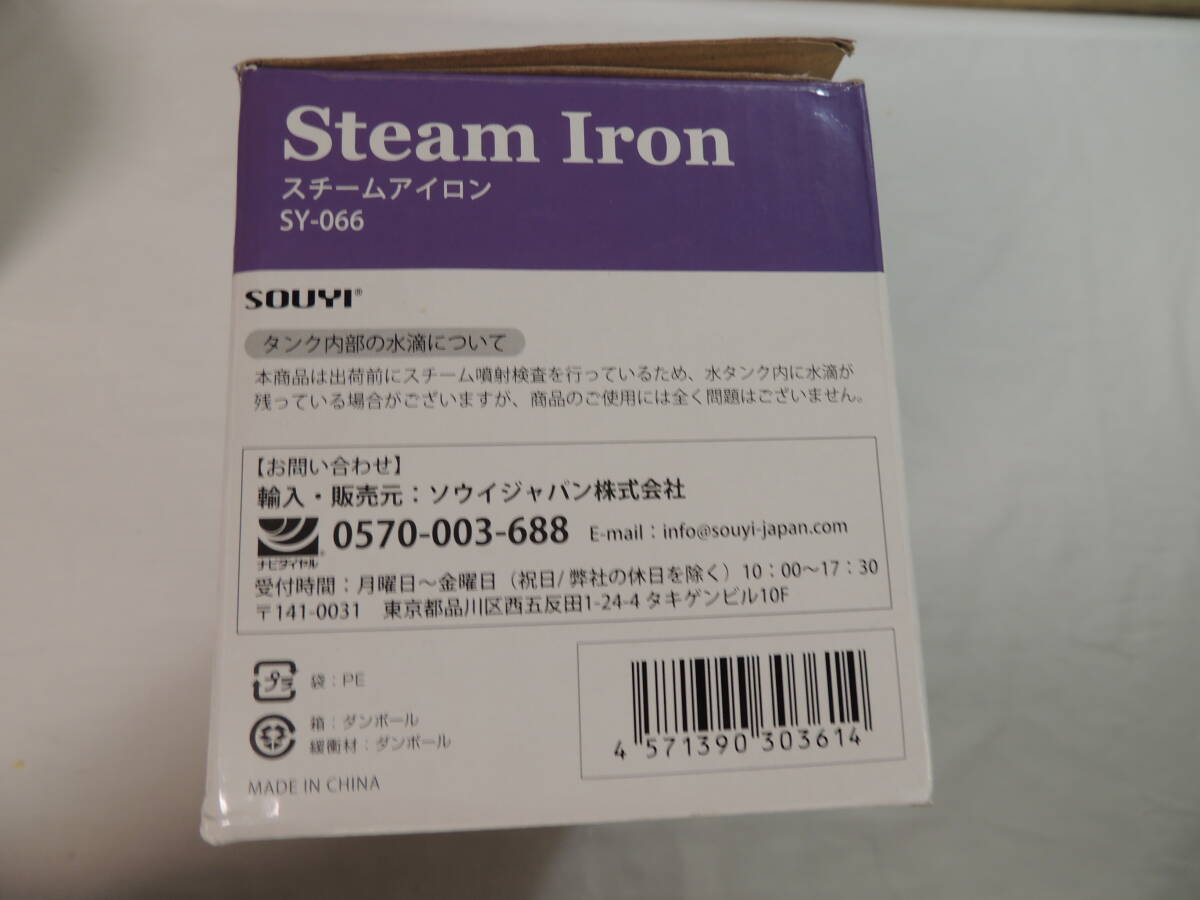 Steam Iron
スチームアイロン
SY-066
SOUYI®
タンク内部の水滴について
本商品は出荷前にスチーム噴射検査を行っているため、水タンク内に水滴が
残っている場合がございますが、商品のご使用には全く問題はございません。
【お問い合わせ】
輸入・販売元：ソウイジャパン株式会社
ナビダイヤル® 0570-003-688 E-mail：info@souyi-japan.com
受付時間：月曜日～金曜日（祝日/弊社の休日を除く）10：00～17：30
〒141-0031 東京都品川区西五反田1-24-4 タキゲンビル10F
プラ 袋：PE
箱：ダンボール
緩衝材：ダンボール
MADE IN CHINA
4 571390 303614